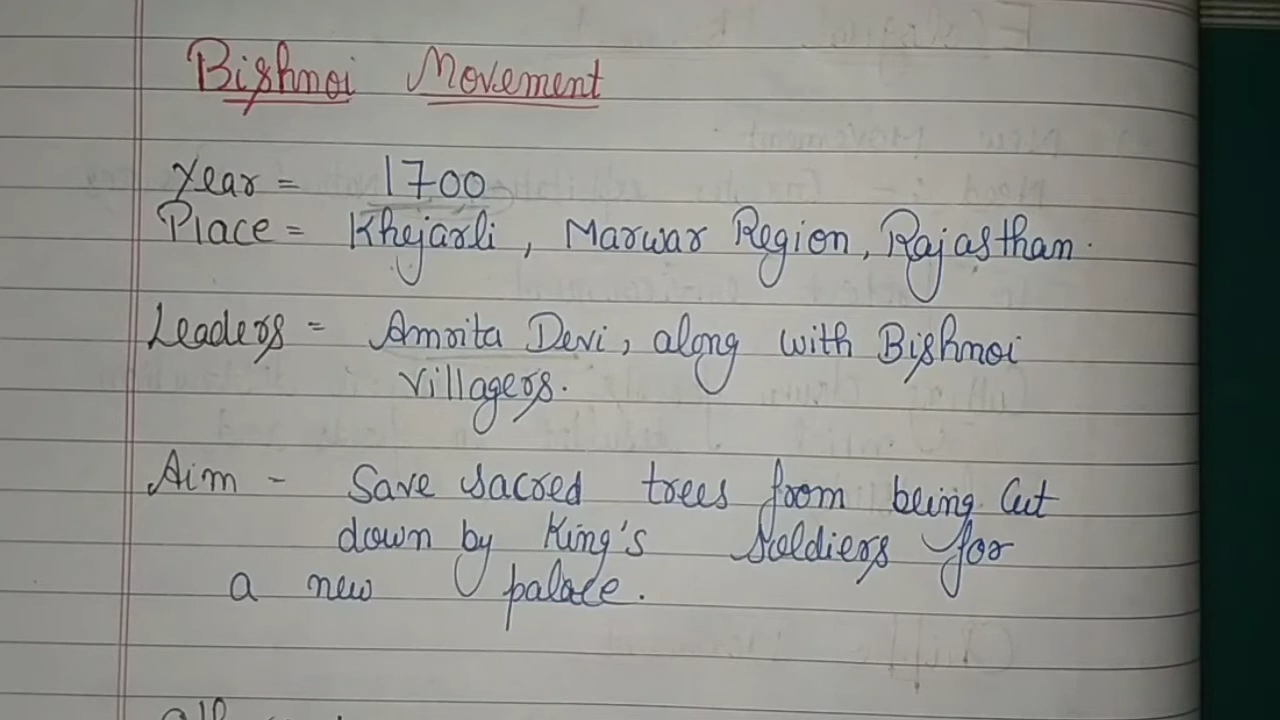 Bishnoi Movement
Year = 1700
Place = Khejarli, Marwar Region, Rajasthan.
Leaders = Amrita Devi, along with Bishnoi
villagers.
Aim - Save sacred trees from being cut
down by King's soldiers for
a new palace.